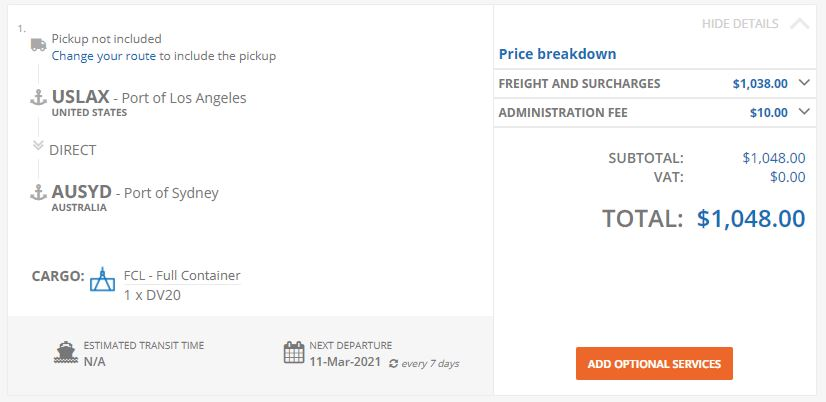 1.
Pickup not included
Change your route to include the pickup
USLAX - Port of Los Angeles
UNITED STATES
DIRECT
AUSYD - Port of Sydney
AUSTRALIA
CARGO: FCL - Full Container
1 x DV20
ESTIMATED TRANSIT TIME
N/A
NEXT DEPARTURE
11-Mar-2021 every 7 days
HIDE DETAILS
Price breakdown
FREIGHT AND SURCHARGES $1,038.00
ADMINISTRATION FEE $10.00
SUBTOTAL: $1,048.00
VAT: $0.00
TOTAL: $1,048.00
ADD OPTIONAL SERVICES